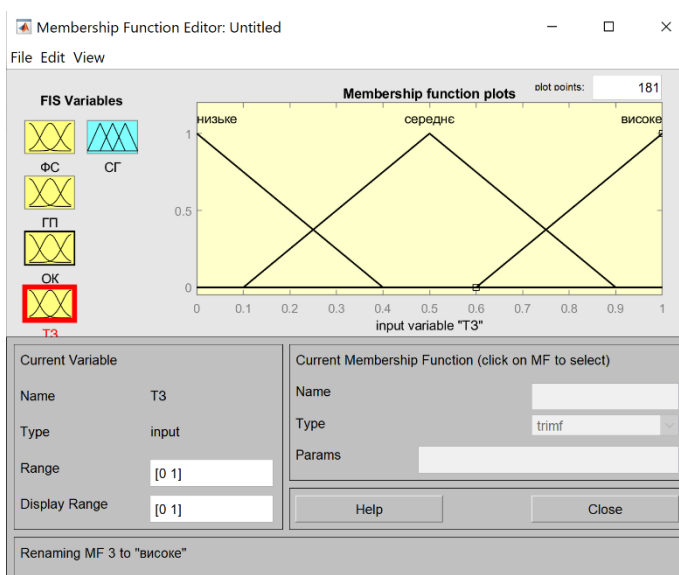 Membership Function Editor: Untitled
File Edit View
FIS Variables
ФС
СГ
ГП
ОК
ТЗ
Membership function plots
plot points:
181
низьке
середнє
високе
1
0.5
0
0 0.1 0.2 0.3 0.4 0.5 0.6 0.7 0.8 0.9 1
input variable "ТЗ"
Current Variable
Name ТЗ
Type input
Range [0 1]
Display Range [0 1]
Current Membership Function (click on MF to select)
Name
Type trimf
Params
Help
Close
Renaming MF 3 to "високе"